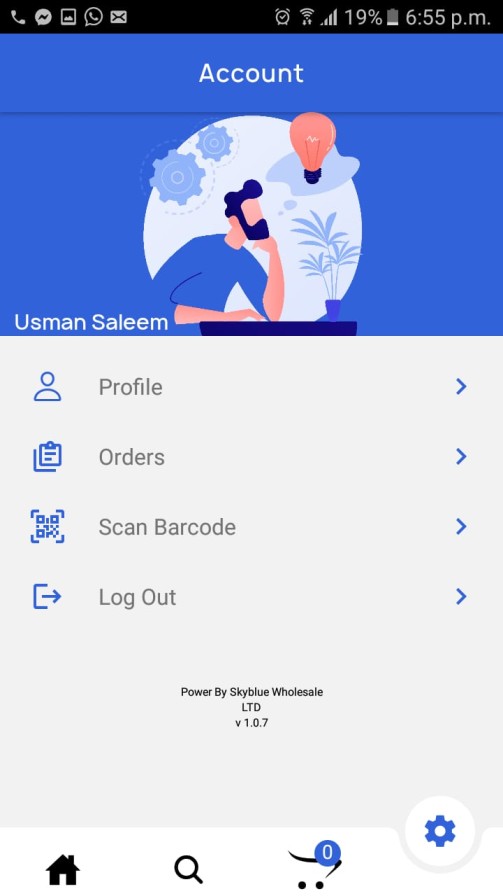 19% 6:55 p.m.
Account
Usman Saleem
Profile
Orders
Scan Barcode
Log Out
Power By Skyblue Wholesale
LTD
v 1.0.7
0